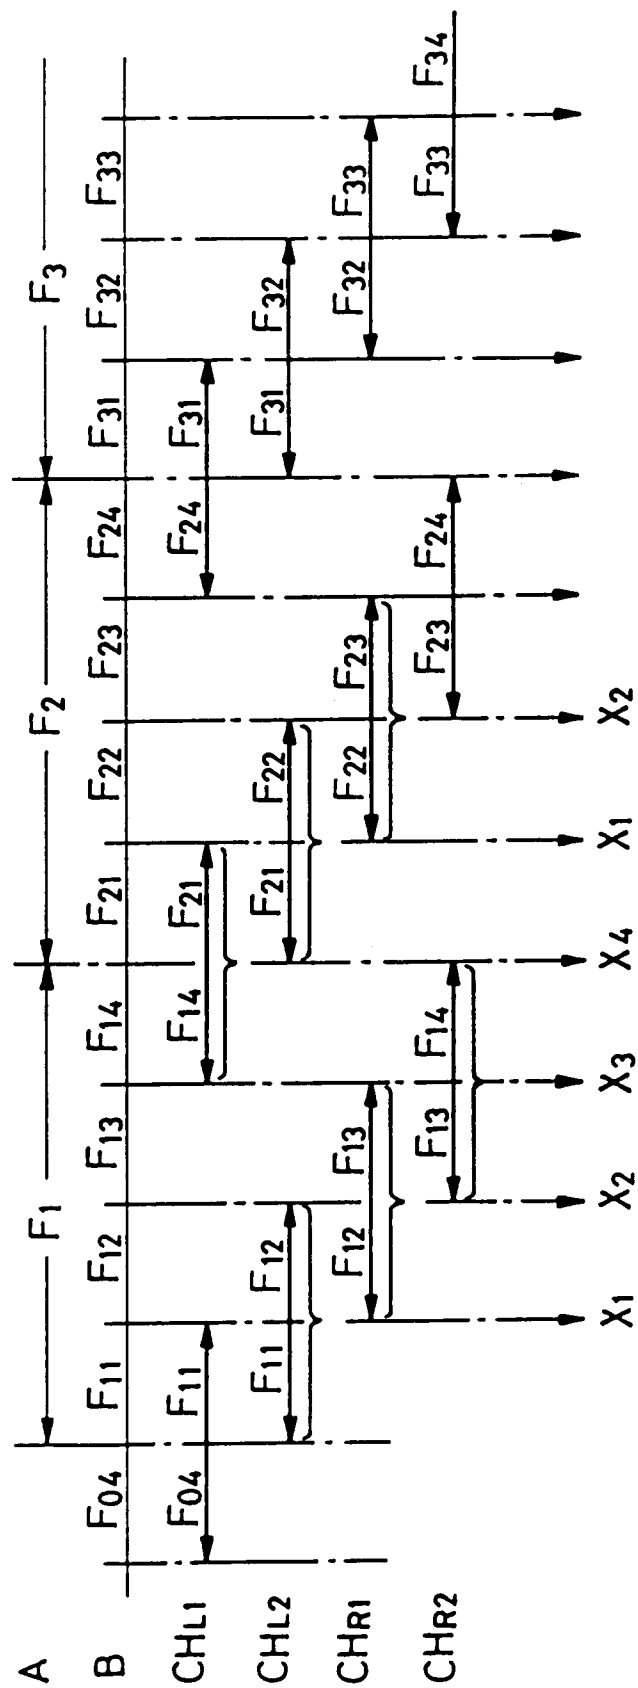 A F1 F2 F3
B F04 F11 F12 F13 F14 F21 F22 F23 F24 F31 F32 F33
CHL1 F04 F11 F14 F21 F24 F31
CHL2 F11 F12 F21 F22 F31 F32
CHR1 F12 F13 F22 F23 F32 F33
CHR2 F13 F14 F23 F24 F33 F34
X1 X2 X3 X4 X1 X2